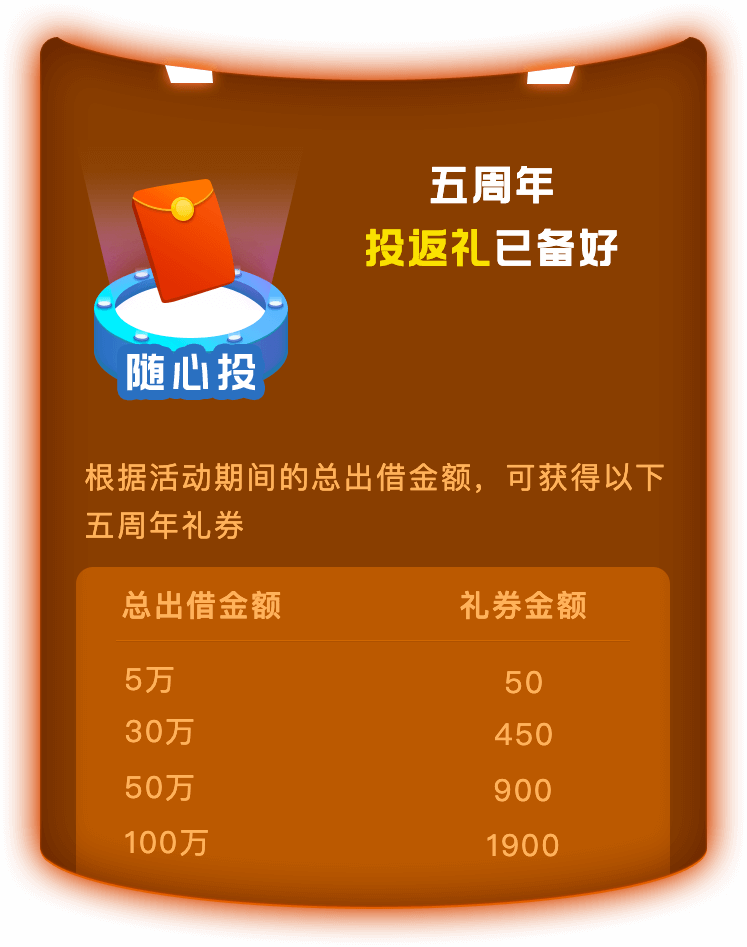 五周年
投返礼已备好
随心投
根据活动期间的总出借金额，可获得以下
五周年礼券
总出借金额 礼券金额
5万 50
30万 450
50万 900
100万 1900